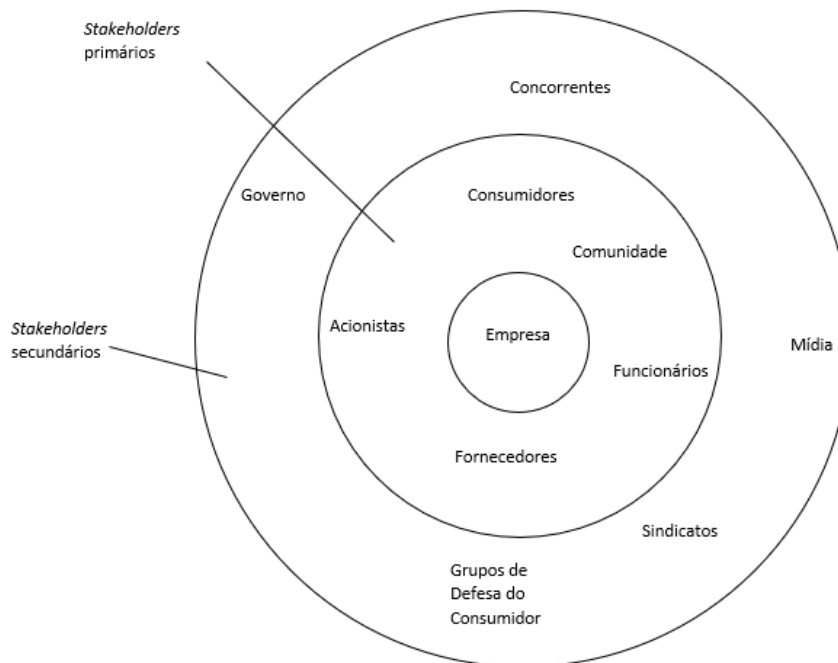 Stakeholders
primários
Concorrentes
Governo
Consumidores
Comunidade
Stakeholders
secundários
Acionistas
Empresa
Mídia
Funcionários
Fornecedores
Sindicatos
Grupos de
Defesa do
Consumidor